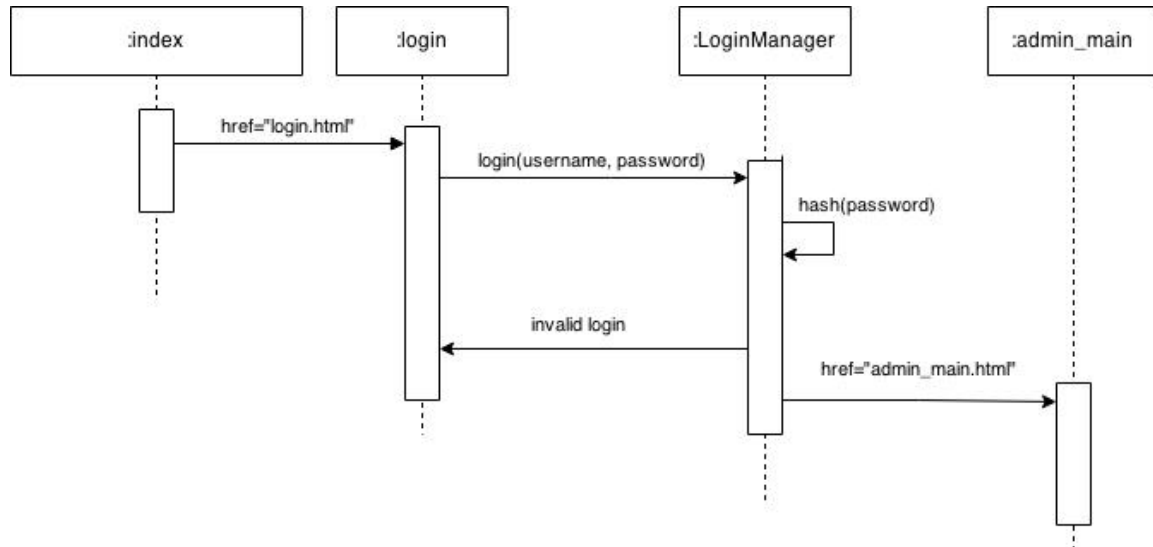 :index
:login
:LoginManager
:admin_main
href="login.html"
login(username, password)
hash(password)
invalid login
href="admin_main.html"